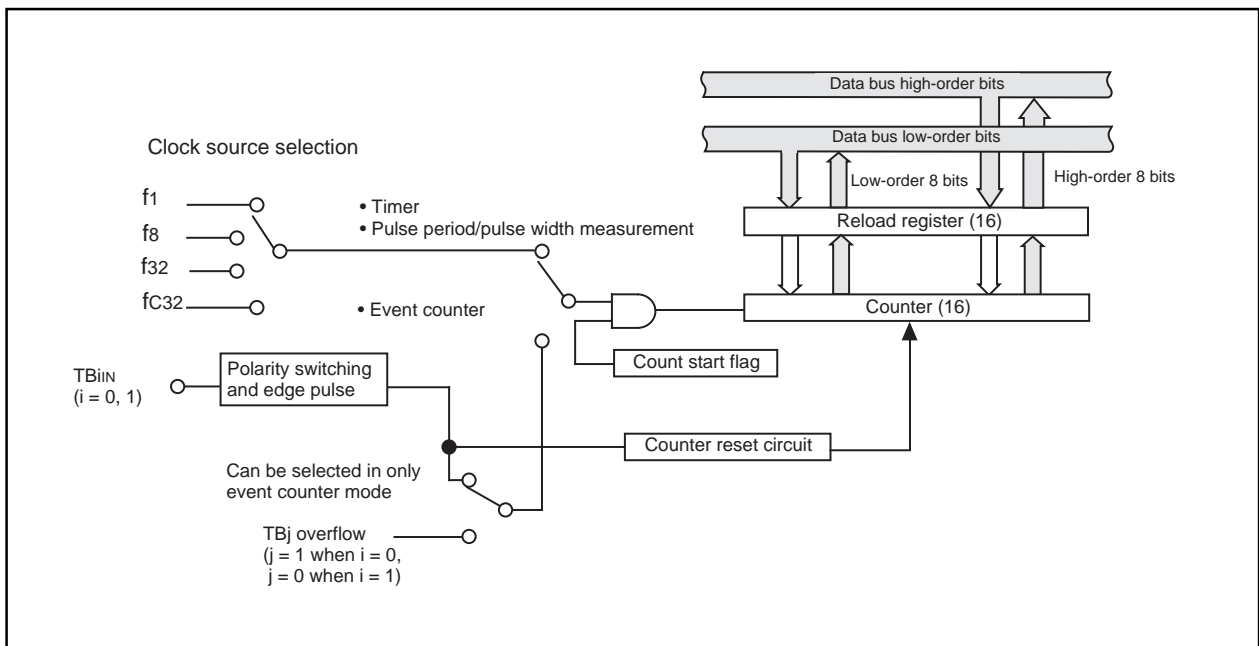 Data bus high-order bits
Data bus low-order bits
Clock source selection
Low-order 8 bits
High-order 8 bits
f1
• Timer
Reload register (16)
• Pulse period/pulse width measurement
f8
f32
fC32
• Event counter
Counter (16)
Count start flag
TBiIN
(i = 0, 1)
Polarity switching
and edge pulse
Counter reset circuit
Can be selected in only
event counter mode
TBj overflow
(j = 1 when i = 0,
j = 0 when i = 1)